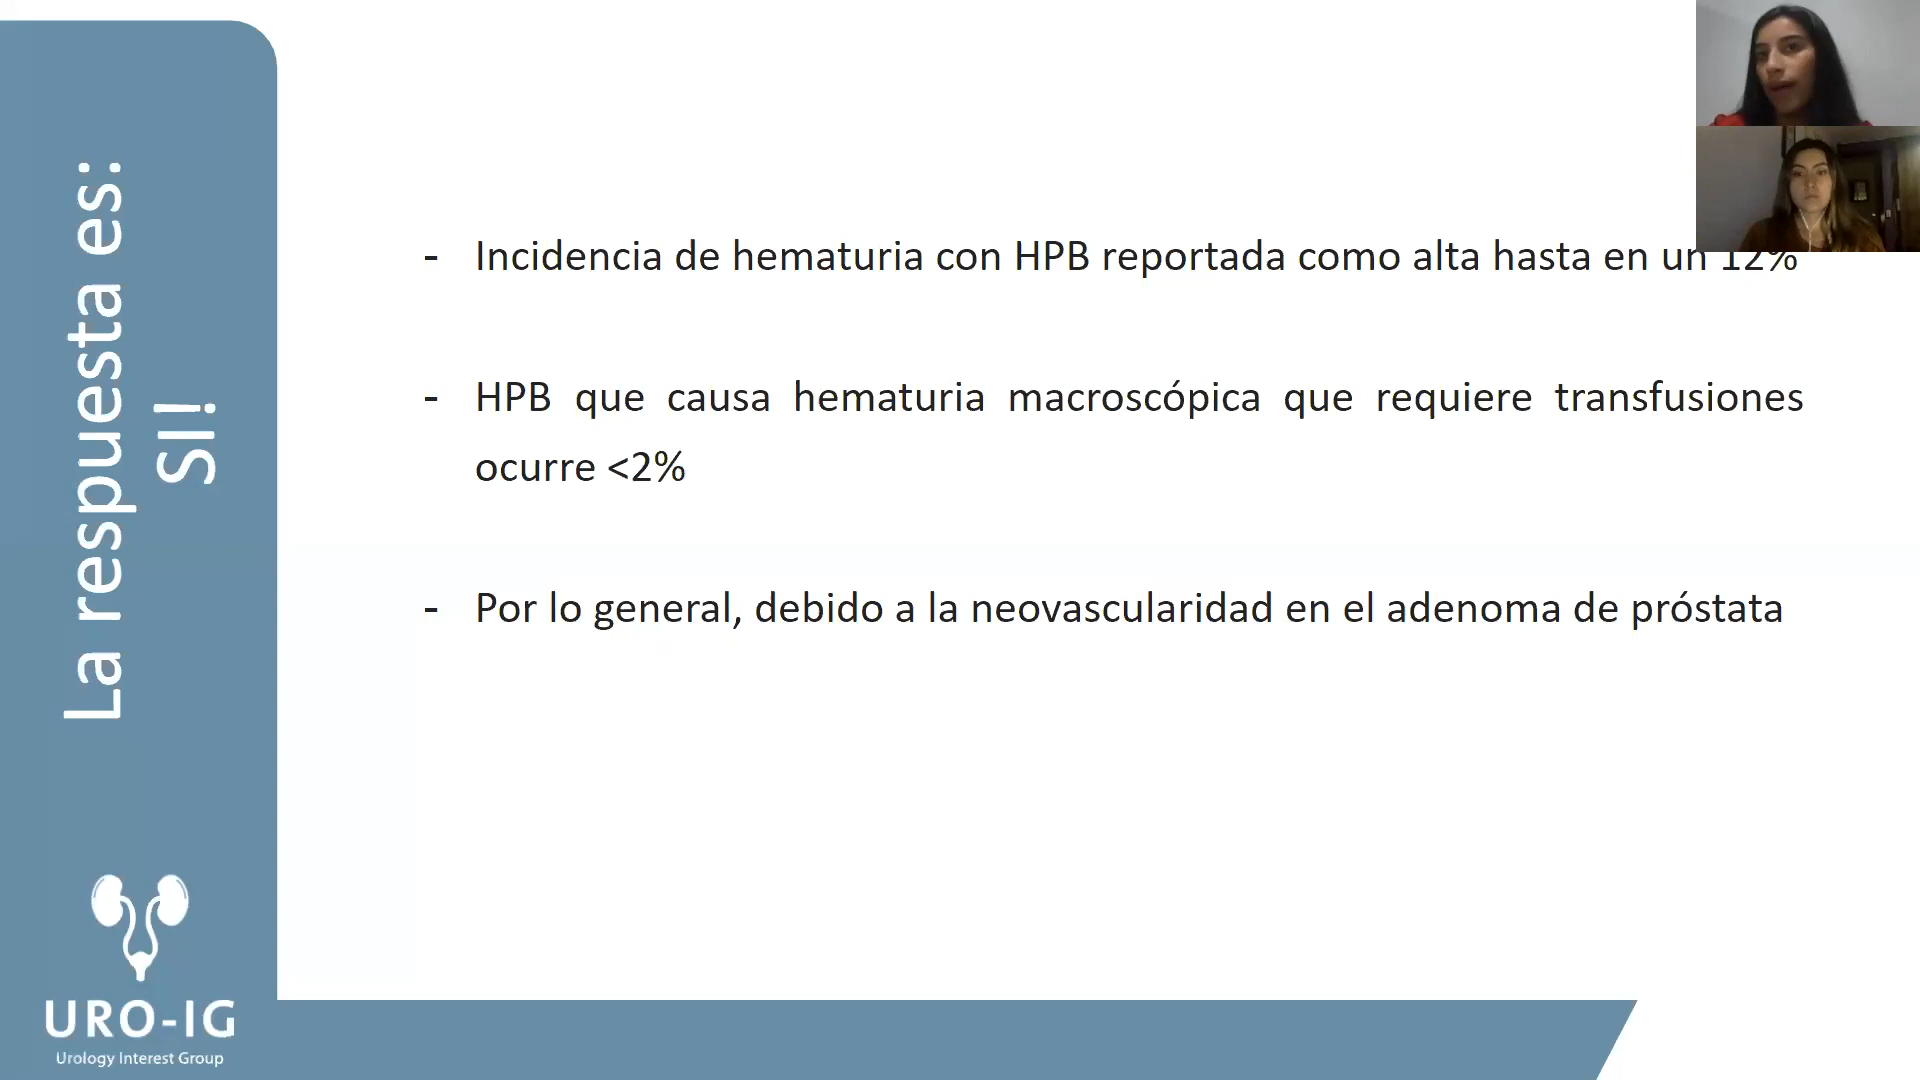 La respuesta es:
SI!
- Incidencia de hematuria con HPB reportada como alta hasta en un 12%
- HPB que causa hematuria macroscópica que requiere transfusiones
ocurre <2%
- Por lo general, debido a la neovascularidad en el adenoma de próstata
URO-IG
Urology Interest Group